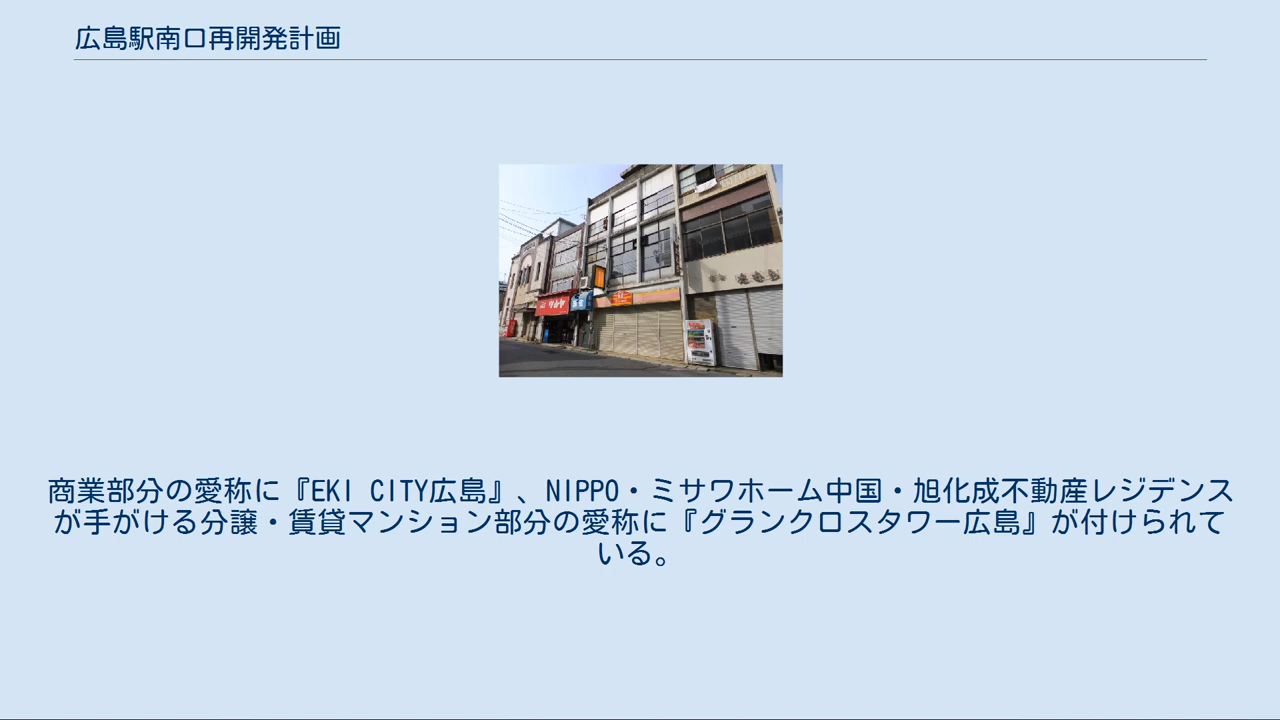 広島駅南口再開発計画
商業部分の愛称に『EKI CITY広島』、NIPPO・ミサワホーム中国・旭化成不動産レジデンス
が手がける分譲・賃貸マンション部分の愛称に『グランクロスタワー広島』が付けられて
いる。